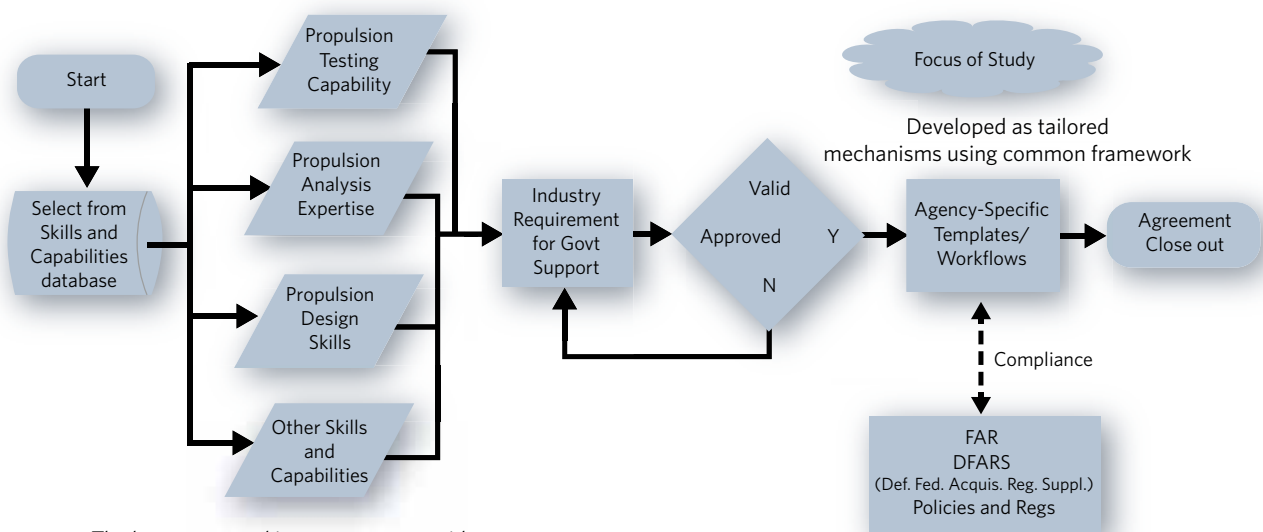 Start
Select from
Skills and
Capabilities
database
Propulsion
Testing
Capability
Propulsion
Analysis
Expertise
Propulsion
Design
Skills
Other Skills
and
Capabilities
Industry
Requirement
for Govt
Support
Valid
Approved Y
N
Focus of Study
Developed as tailored
mechanisms using common framework
Agency-Specific
Templates/
Workflows
Agreement
Close out
Compliance
FAR
DFARS
(Def. Fed. Acquis. Reg. Suppl.)
Policies and Regs